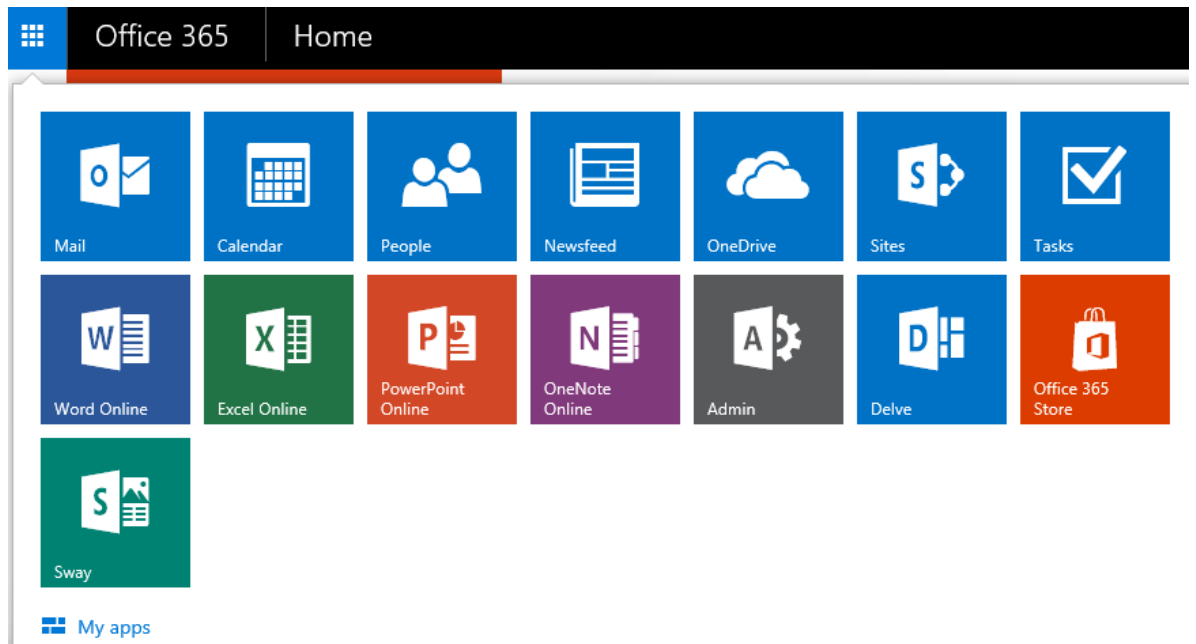 Office 365 Home
Mail Calendar People Newsfeed OneDrive Sites Tasks
Word Online Excel Online PowerPoint
Online OneNote
Online Admin Delve Office 365
Store
Sway
My apps